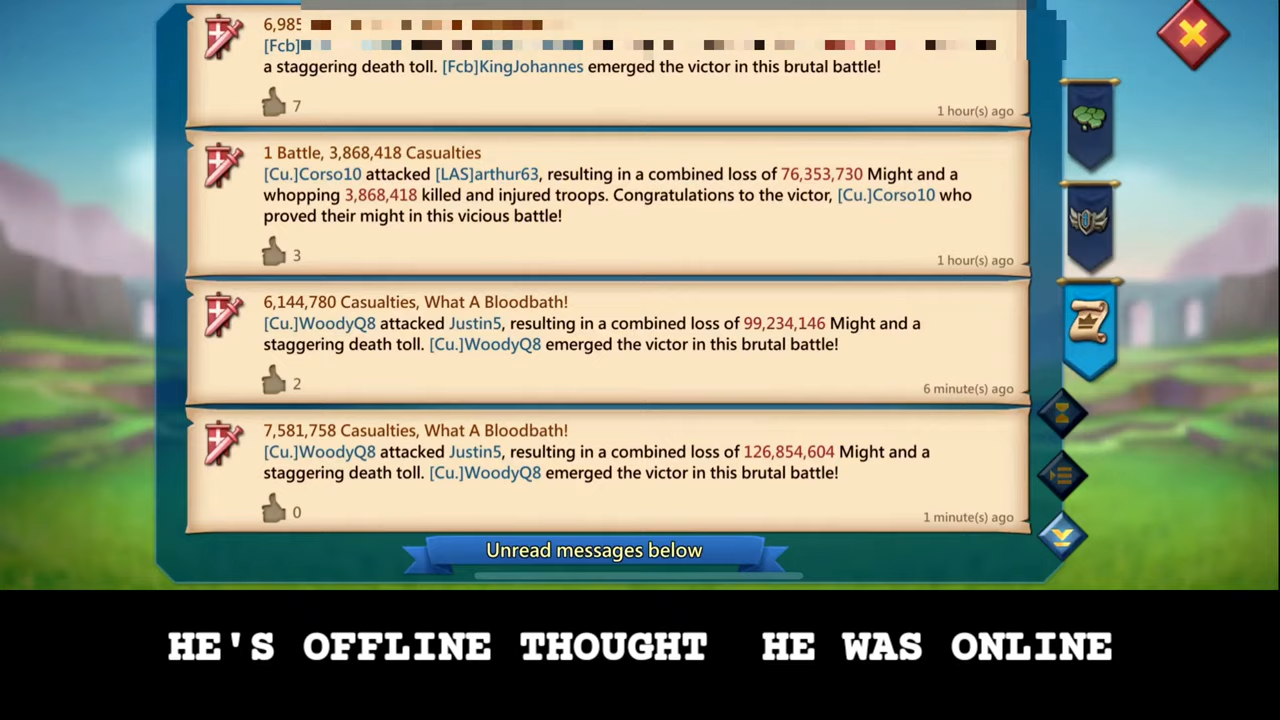 6,985
[Fcb]
a staggering death toll. [Fcb]KingJohannes emerged the victor in this brutal battle!
7
1 hour(s) ago
1 Battle, 3,868,418 Casualties
[Cu.]Corso10 attacked [LAS]arthur63, resulting in a combined loss of 76,353,730 Might and a
whopping 3,868,418 killed and injured troops. Congratulations to the victor, [Cu.]Corso10 who
proved their might in this vicious battle!
3
1 hour(s) ago
6,144,780 Casualties, What A Bloodbath!
[Cu.]WoodyQ8 attacked Justin5, resulting in a combined loss of 99,234,146 Might and a
staggering death toll. [Cu.]WoodyQ8 emerged the victor in this brutal battle!
2
6 minute(s) ago
7,581,758 Casualties, What A Bloodbath!
[Cu.]WoodyQ8 attacked Justin5, resulting in a combined loss of 126,854,604 Might and a
staggering death toll. [Cu.]WoodyQ8 emerged the victor in this brutal battle!
0
1 minute(s) ago
Unread messages below
HE'S OFFLINE THOUGHT HE WAS ONLINE